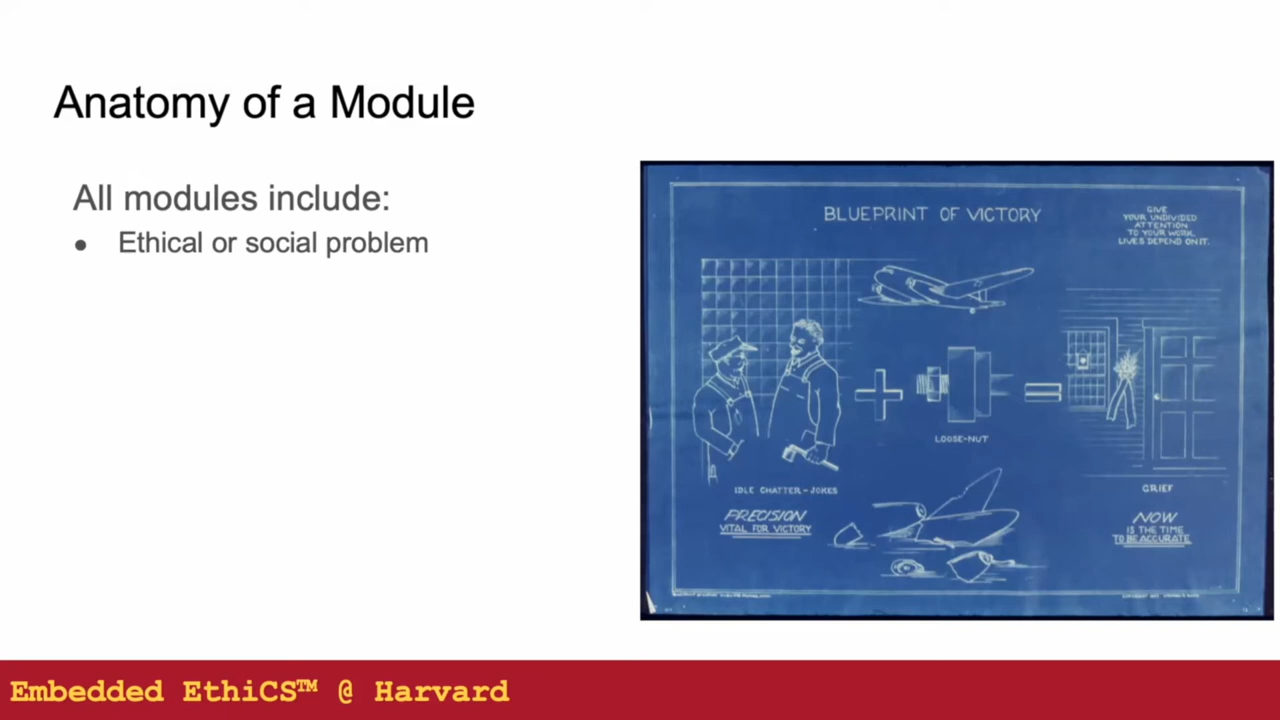 Anatomy of a Module
All modules include:
● Ethical or social problem
BLUEPRINT OF VICTORY
GIVE
YOUR UNDIVIDED
ATTENTION
TO YOUR WORK.
LIVES DEPEND ON IT.
LOOSE-NUT
IDLE CHATTER-JOKES
GRIEF
PRECISION
VITAL FOR VICTORY
NOW
IS THE TIME
TO BE ACCURATE
Embedded EthiCS™ @ Harvard